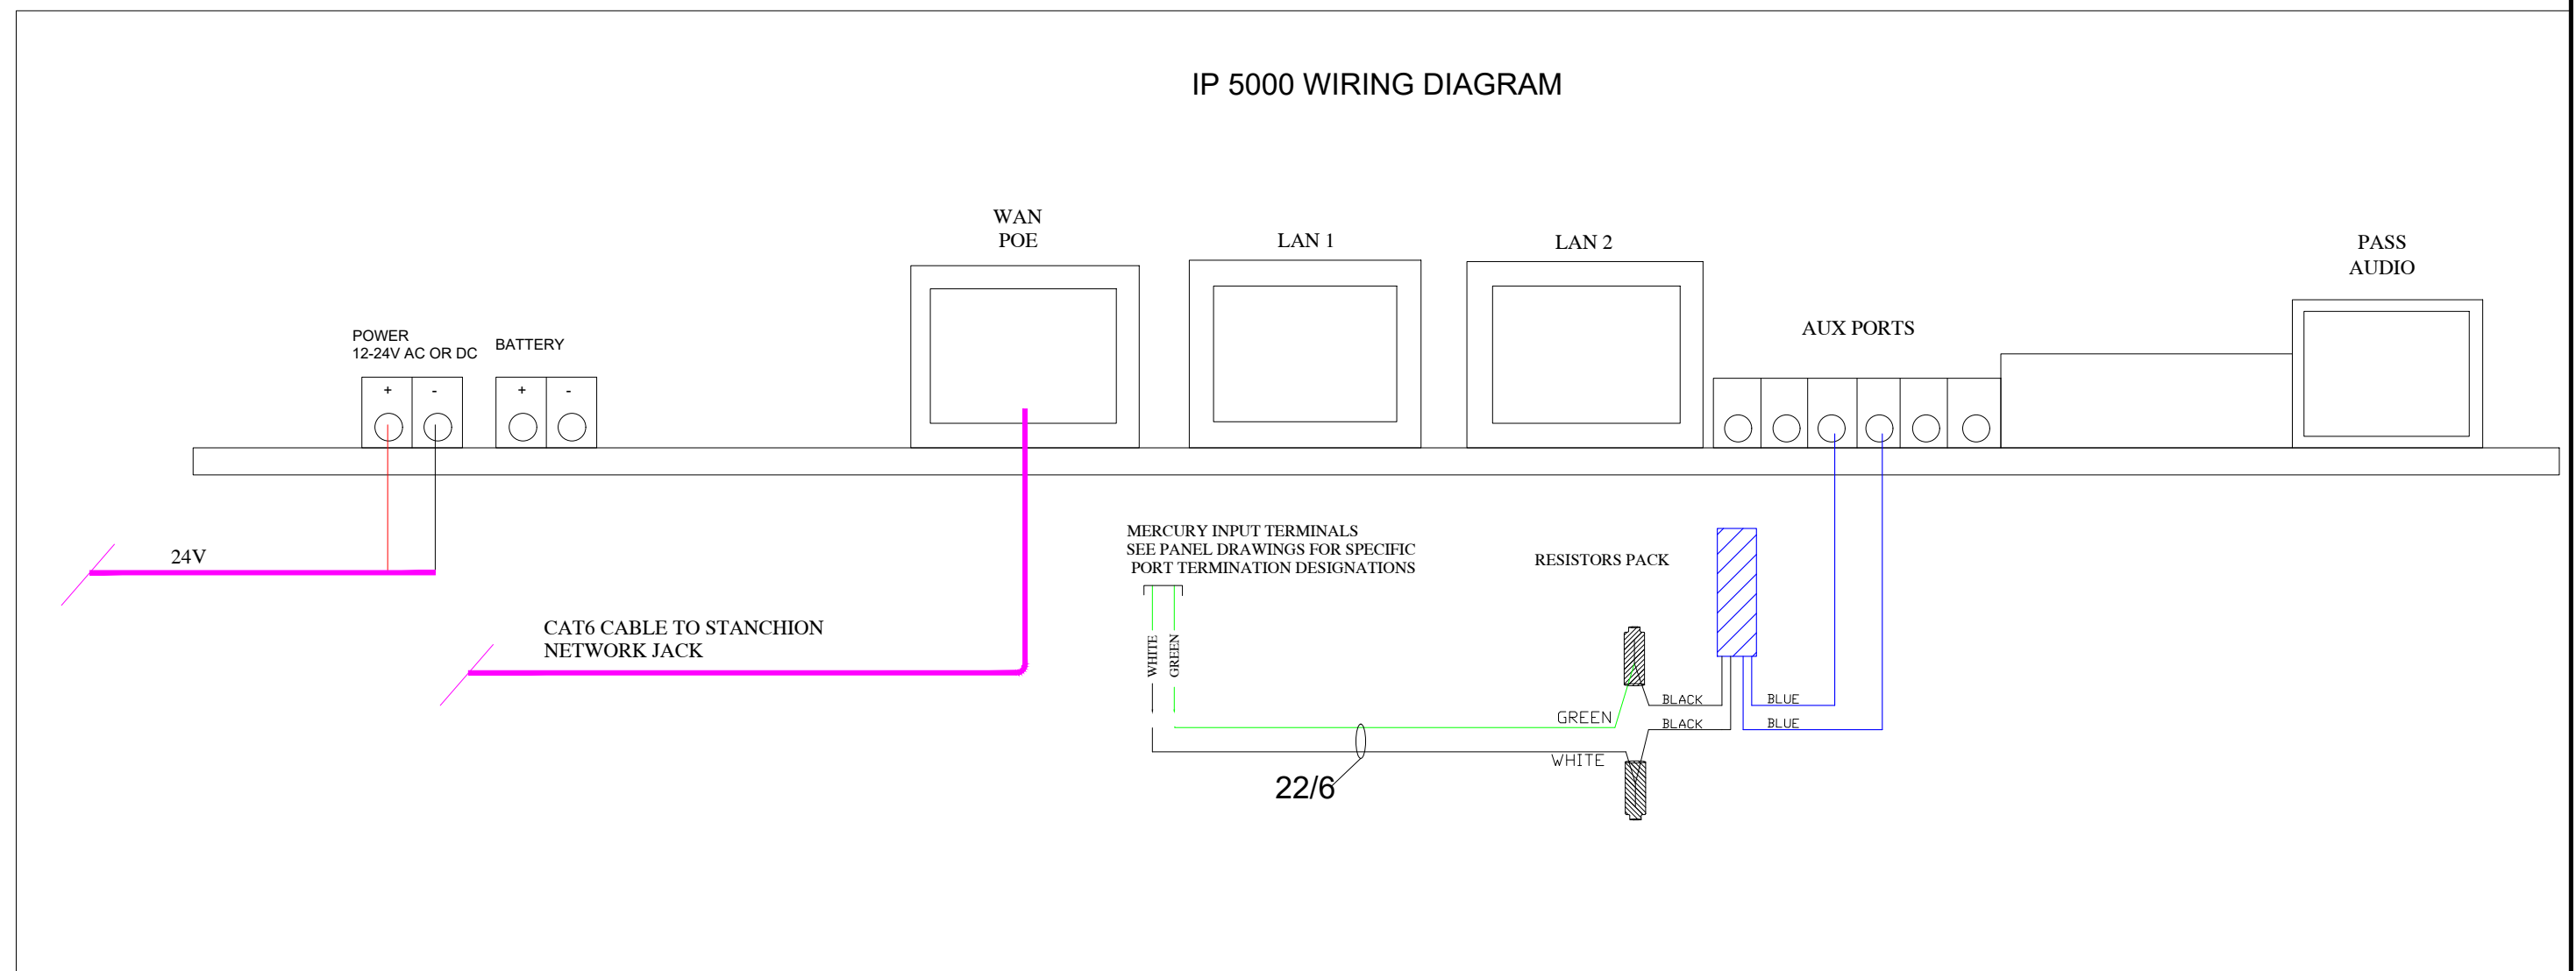 IP 5000 WIRING DIAGRAM
WAN
POE
LAN 1
LAN 2
PASS
AUDIO
AUX PORTS
POWER
12-24V AC OR DC
BATTERY
+ -
+ -
24V
MERCURY INPUT TERMINALS
SEE PANEL DRAWINGS FOR SPECIFIC
PORT TERMINATION DESIGNATIONS
RESISTORS PACK
CAT6 CABLE TO STANCHION
NETWORK JACK
WHITE
GREEN
BLACK
BLUE
GREEN
BLACK
BLUE
WHITE
22/6